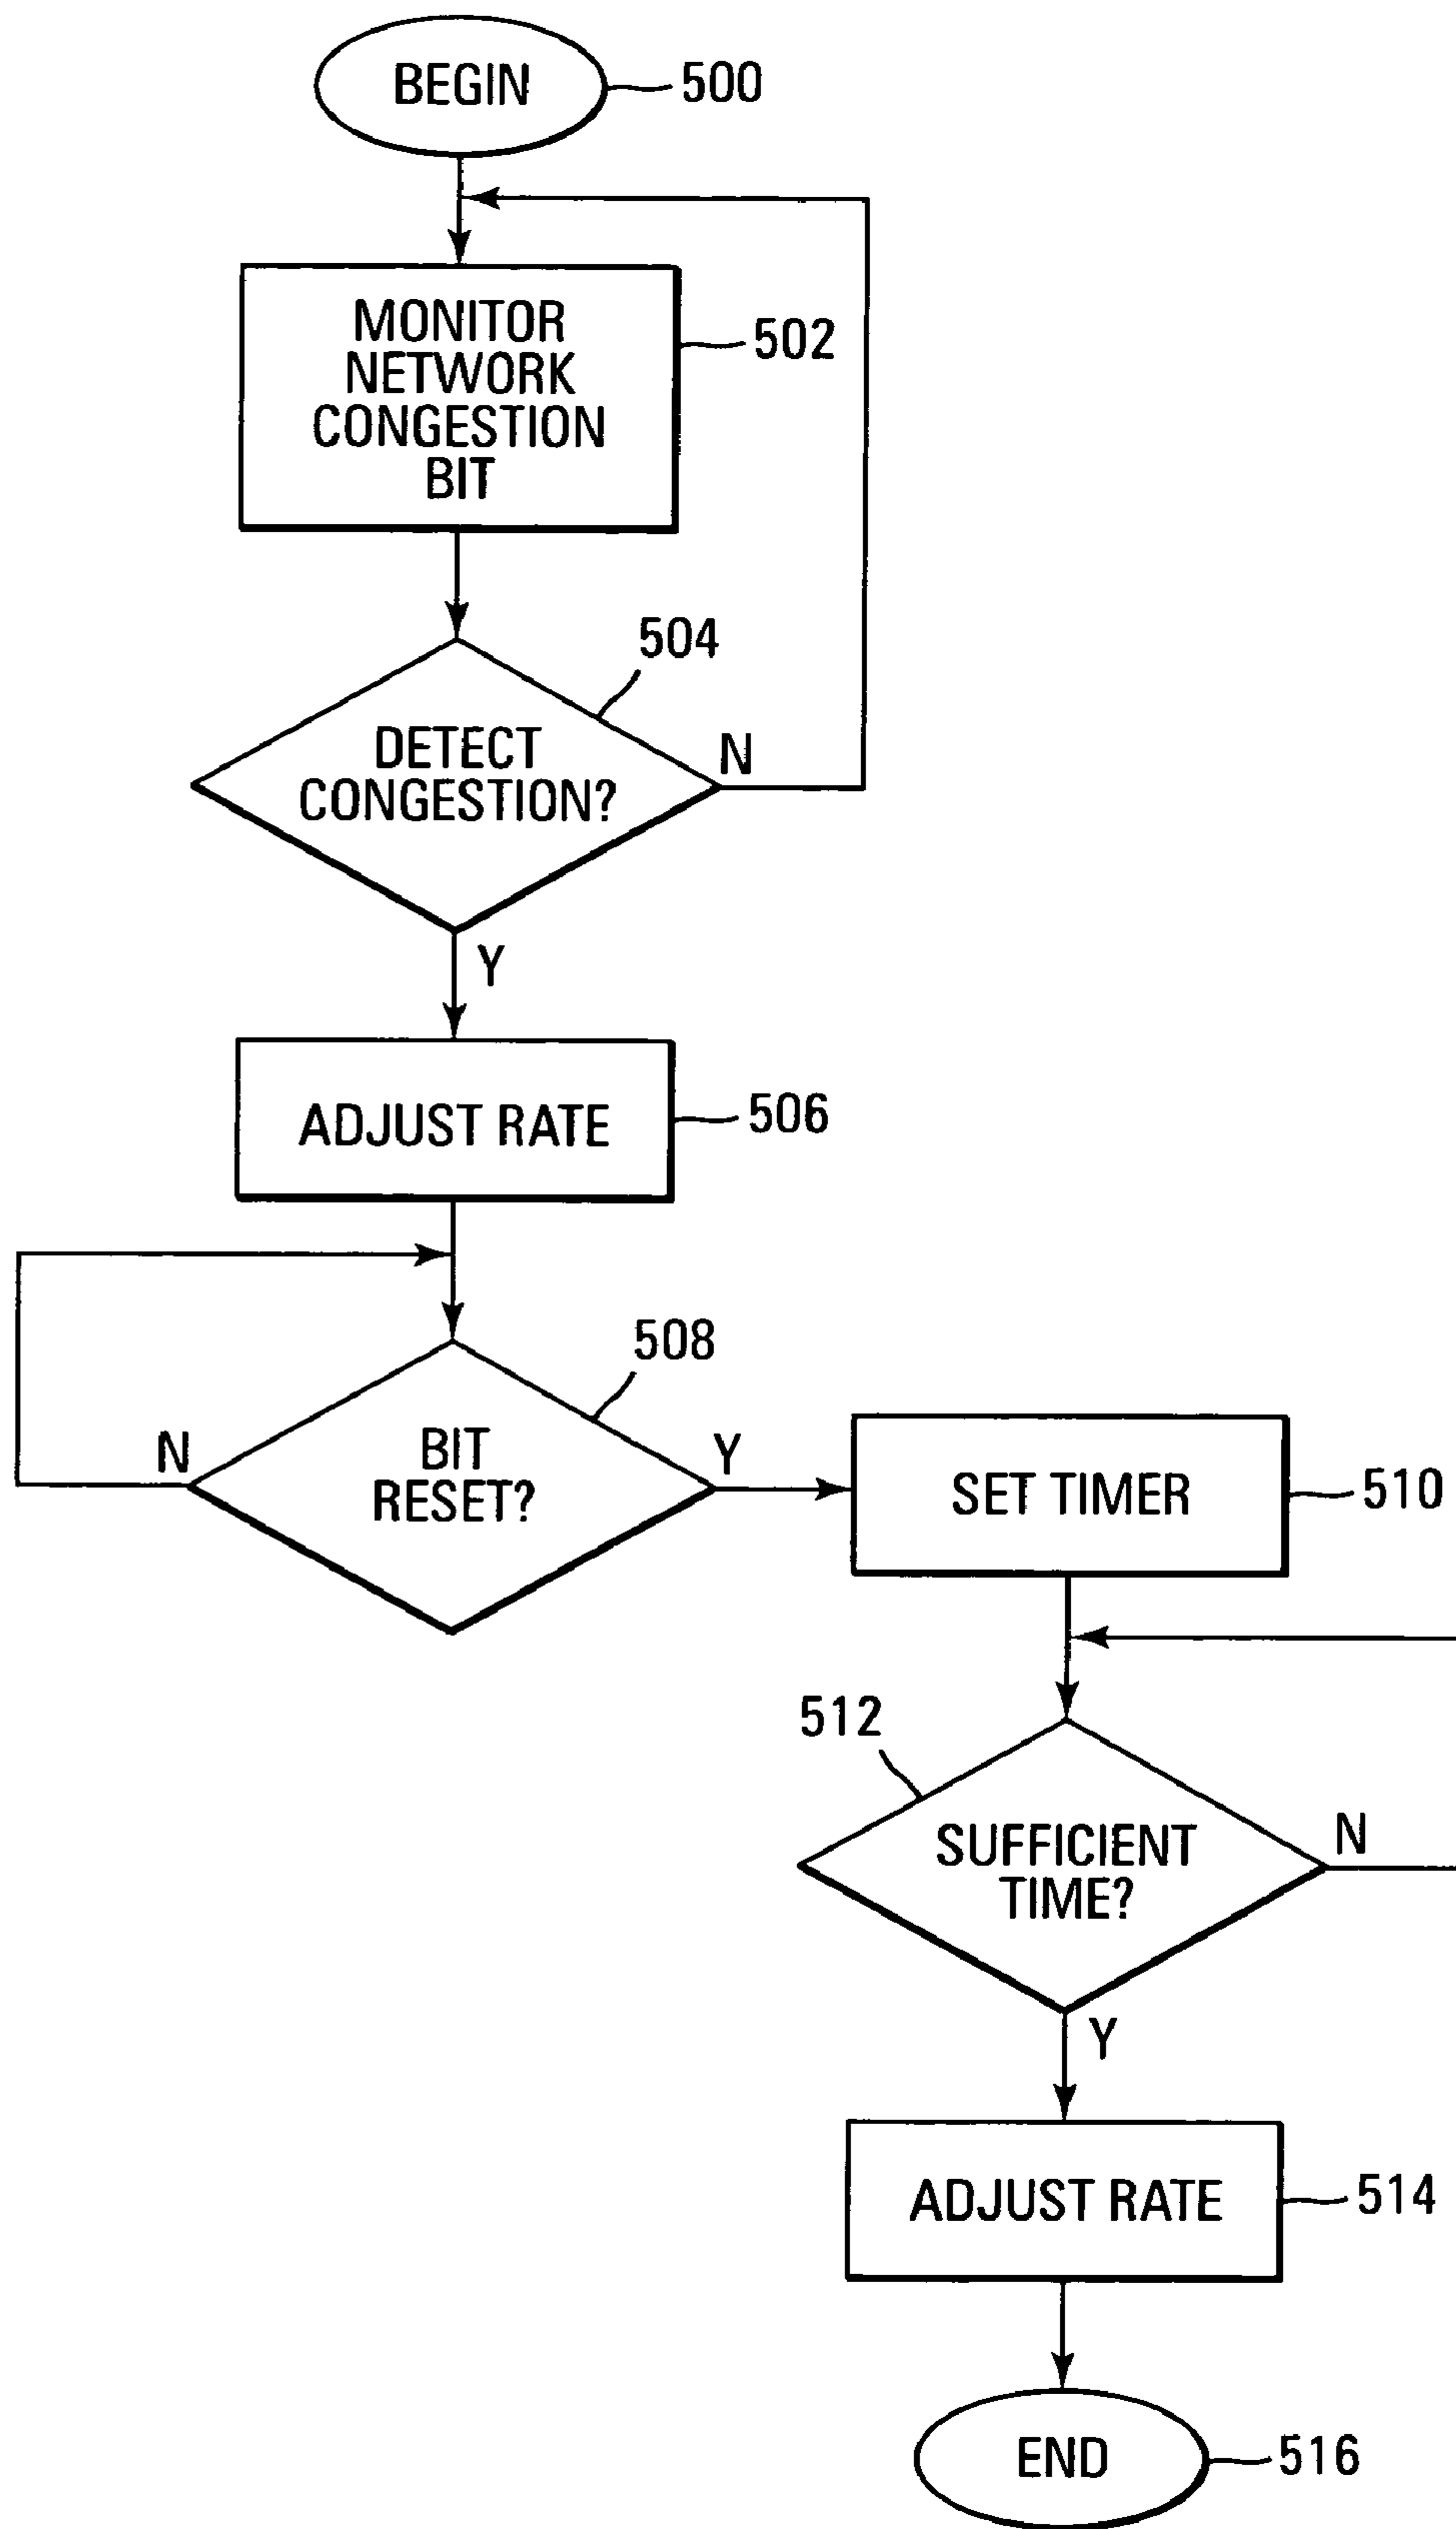 BEGIN
500
MONITOR
NETWORK
CONGESTION
BIT
502
504
DETECT
CONGESTION?
N
Y
ADJUST RATE
506
508
BIT
RESET?
N
Y
SET TIMER
510
512
SUFFICIENT
TIME?
N
Y
ADJUST RATE
514
END
516